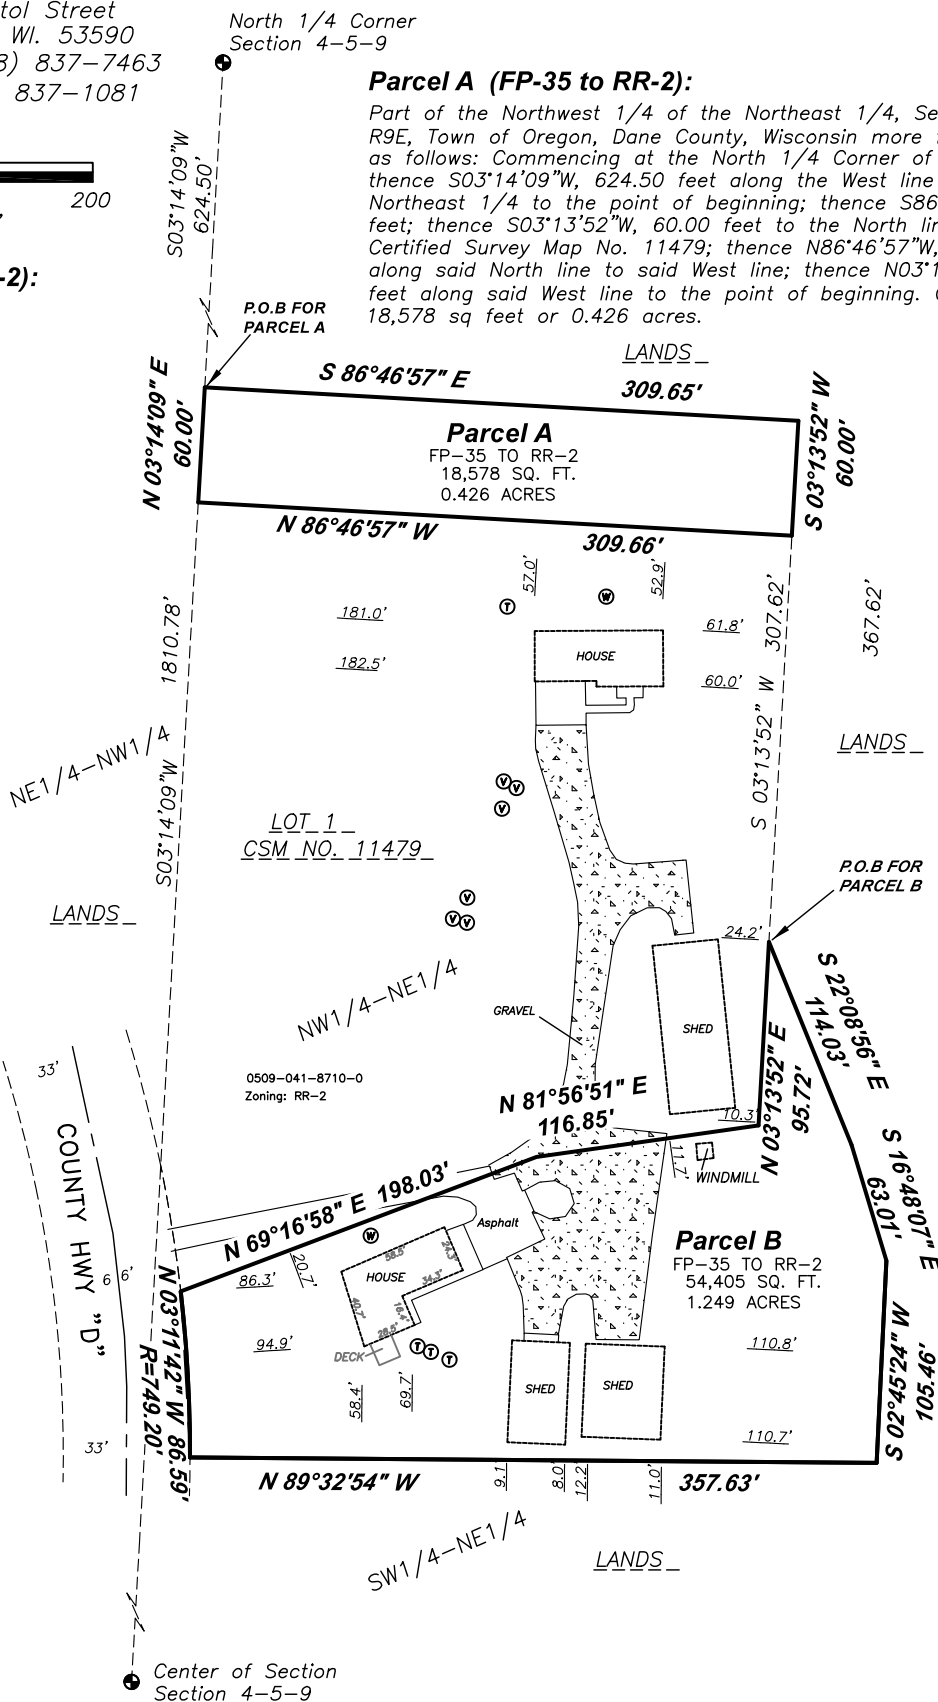 tol Street
WI. 53590
837-7463
837-1081
200
-2):
North 1/4 Corner
Section 4-5-9
S03°14'09"W
624.50'
Parcel A (FP-35 to RR-2):
Part of the Northwest 1/4 of the Northeast 1/4, Se
R9E, Town of Oregon, Dane County, Wisconsin more
as follows: Commencing at the North 1/4 Corner of
thence S03°14'09"W, 624.50 feet along the West line
Northeast 1/4 to the point of beginning; thence S86
feet; thence S03°13'52"W, 60.00 feet to the North lin
Certified Survey Map No. 11479; thence N86°46'57"W,
along said North line to said West line; thence N03°1
feet along said West line to the point of beginning.
18,578 sq feet or 0.426 acres.
P.O.B FOR
PARCEL A
LANDS
S 86°46'57" E
309.65'
N 03°14'09" E
60.00'
S 03°13'52" W
60.00'
Parcel A
FP-35 TO RR-2
18,578 SQ. FT.
0.426 ACRES
N 86°46'57" W
309.66'
57.0'
52.9'
T
W
181.0'
61.8'
182.5'
HOUSE
60.0'
1810.78'
S03°14'09"W
S 03°13'52" W 307.62'
367.62'
NE1/4-NW1/4
LANDS
V
V
V
LOT 1
CSM NO. 11479
P.O.B FOR
PARCEL B
V
V
V
LANDS
24.2'
NW1/4-NE1/4
GRAVEL
SHED
S 22°08'56" E
114.03'
0509-041-8710-0
Zoning: RR-2
33'
N 81°56'51" E
116.85'
10.3'
N 03°13'52" E
95.72'
11.7'
WINDMILL
S 16°48'07" E
63.01'
COUNTY HWY "D"
66'
33'
N 69°16'58" E 198.03'
W
Asphalt
Parcel B
FP-35 TO RR-2
54,405 SQ. FT.
1.249 ACRES
86.3'
20.7'
HOUSE
58.5'
24.3'
34.3'
16.4'
40.7'
26.5'
DECK
T
T
T
94.9'
110.8'
SHED
SHED
58.4'
69.7'
110.7'
N 03°11'42" W 86.59'
R=749.20'
S 02°45'24" W
105.46'
N 89°32'54" W
357.63'
9.1
8.0'
12.2'
11.0'
SW1/4-NE1/4
LANDS
Center of Section
Section 4-5-9